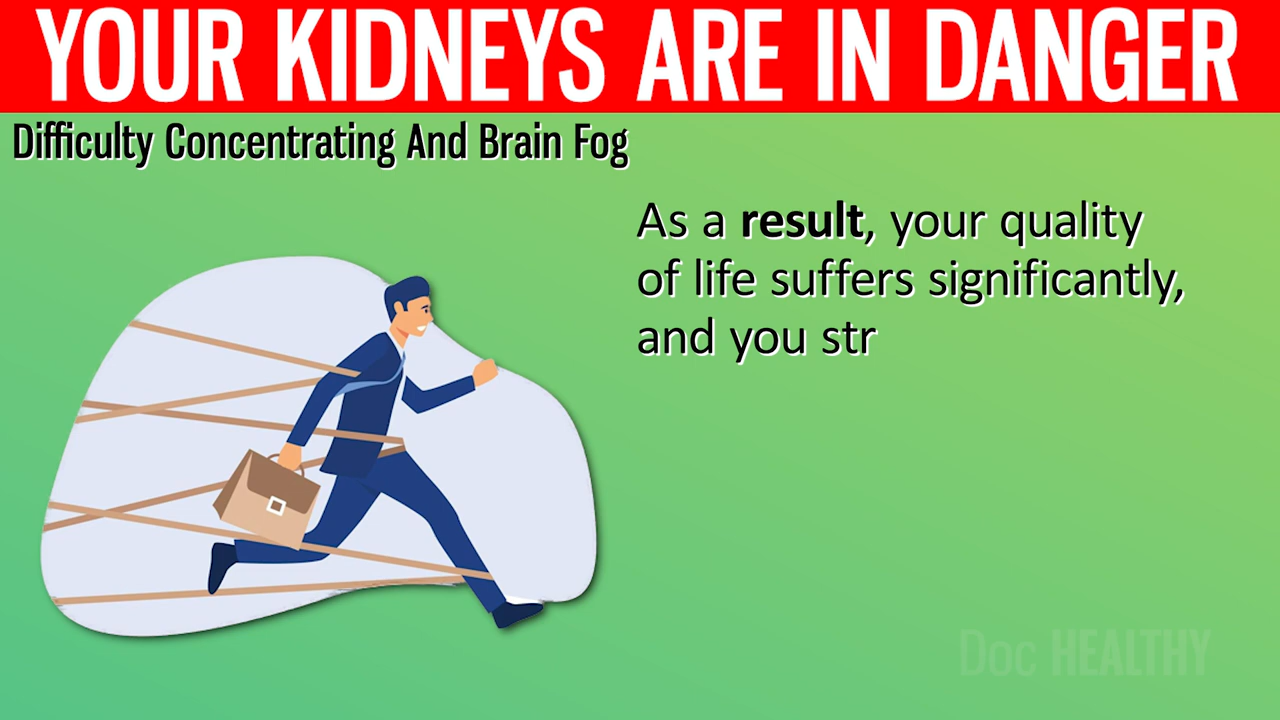 YOUR KIDNEYS ARE IN DANGER
Difficulty Concentrating And Brain Fog
As a result, your quality
of life suffers significantly,
and you str
Doc HEALTHY